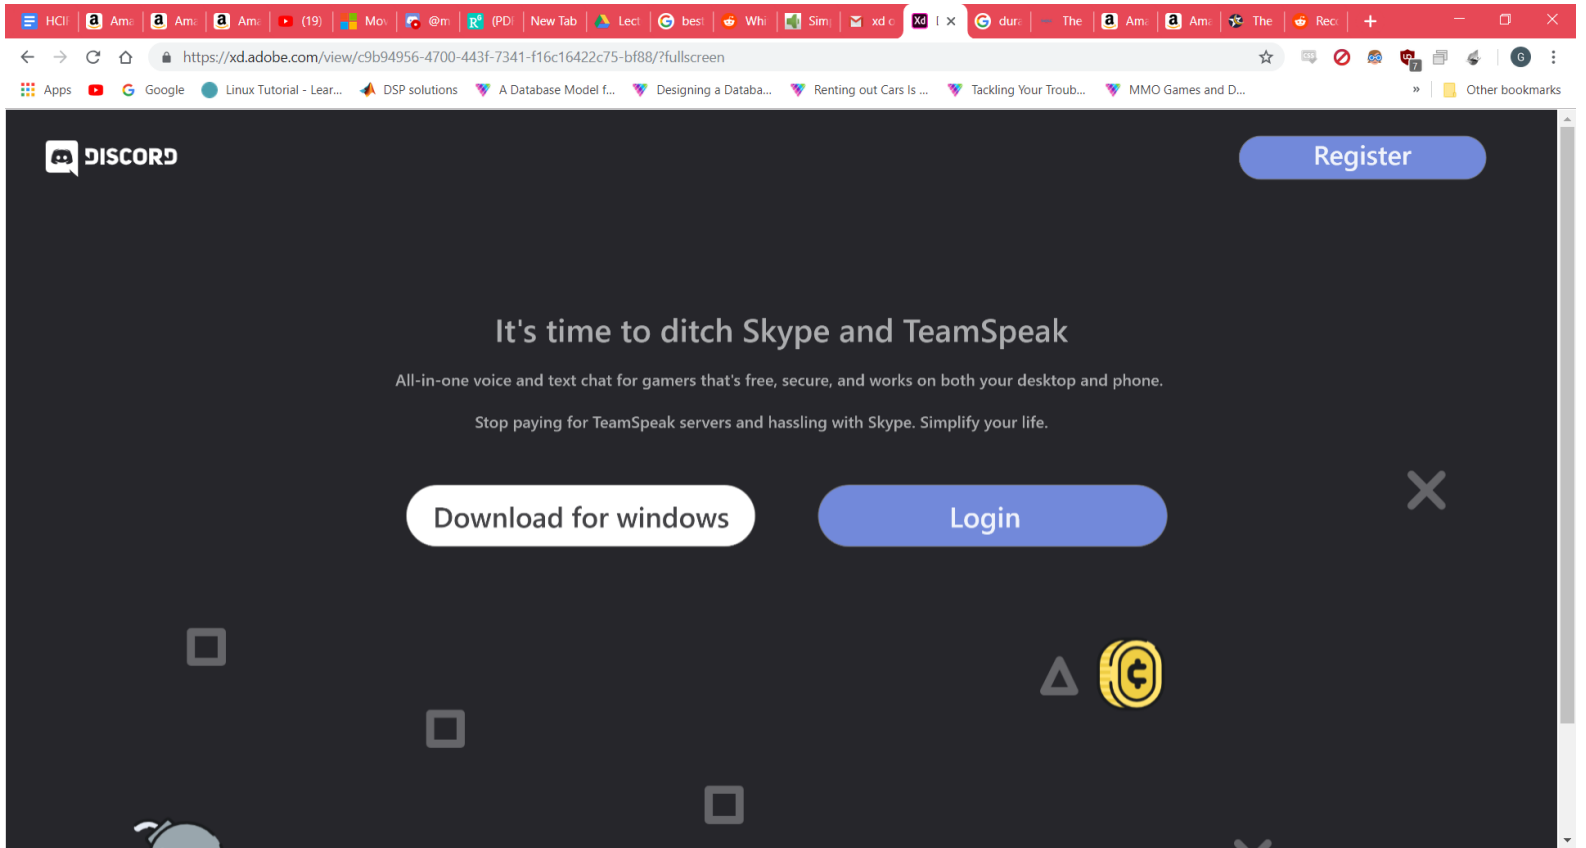 HCI Ama Ama Ama (19) Mov @m (PD New Tab Lect best Whi Sim xd o dura The Ama Ama The Reco
https://xd.adobe.com/view/c9b94956-4700-443f-7341-f16c16422c75-bf88/?fullscreen G 7
Apps Google Linux Tutorial - Lear... DSP solutions A Database Model f... Designing a Databa... Renting out Cars Is ... Tackling Your Troub... MMO Games and D... » Other bookmarks
DISCORD
Register
It's time to ditch Skype and TeamSpeak
All-in-one voice and text chat for gamers that's free, secure, and works on both your desktop and phone.
Stop paying for TeamSpeak servers and hassling with Skype. Simplify your life.
Download for windows
Login